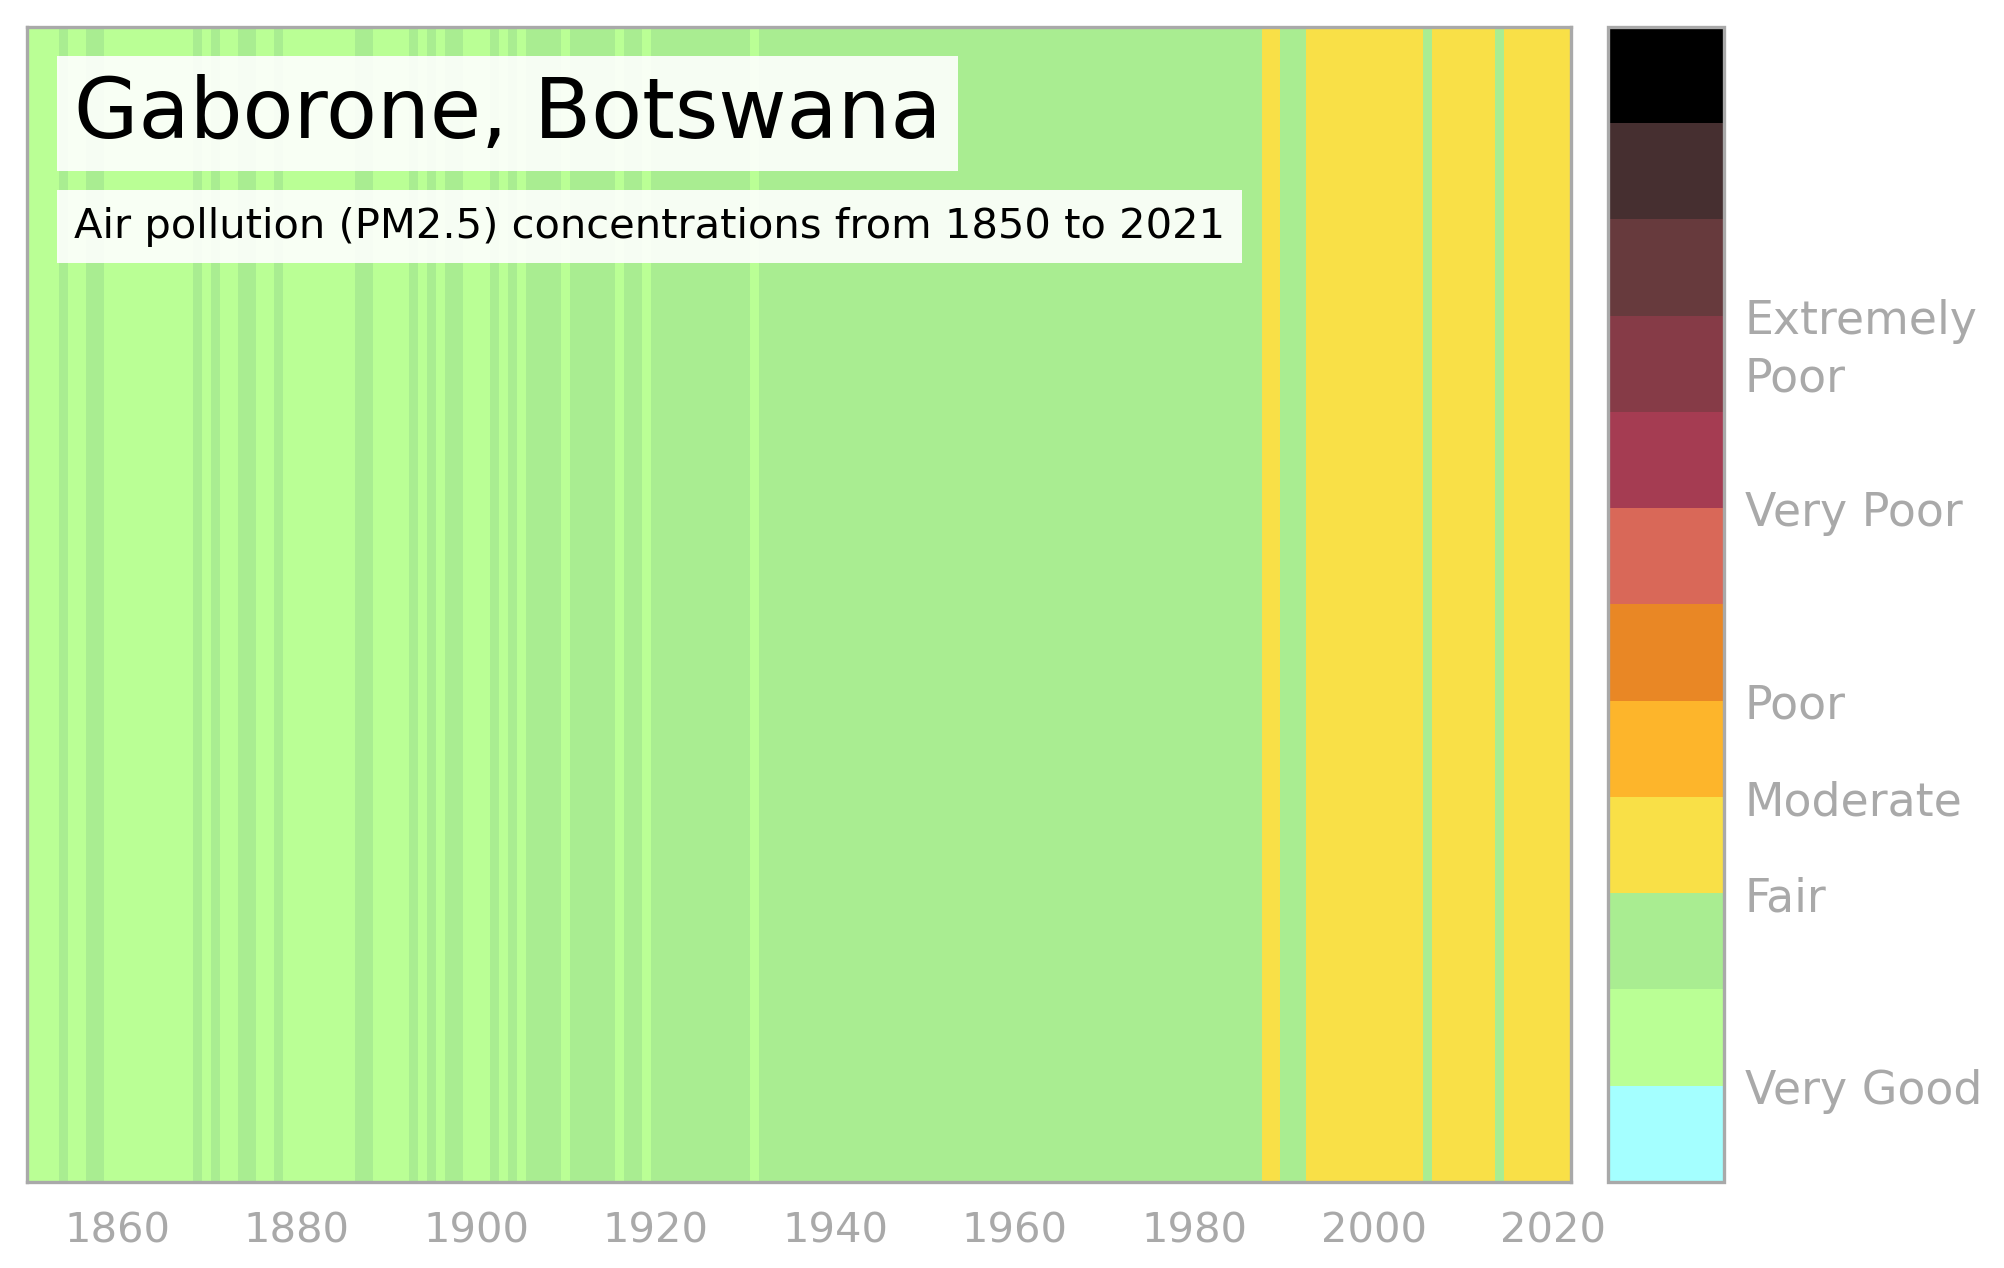 Gaborone, Botswana
Air pollution (PM2.5) concentrations from 1850 to 2021
Extremely
Poor
Very Poor
Poor
Moderate
Fair
Very Good
1860 1880 1900 1920 1940 1960 1980 2000 2020